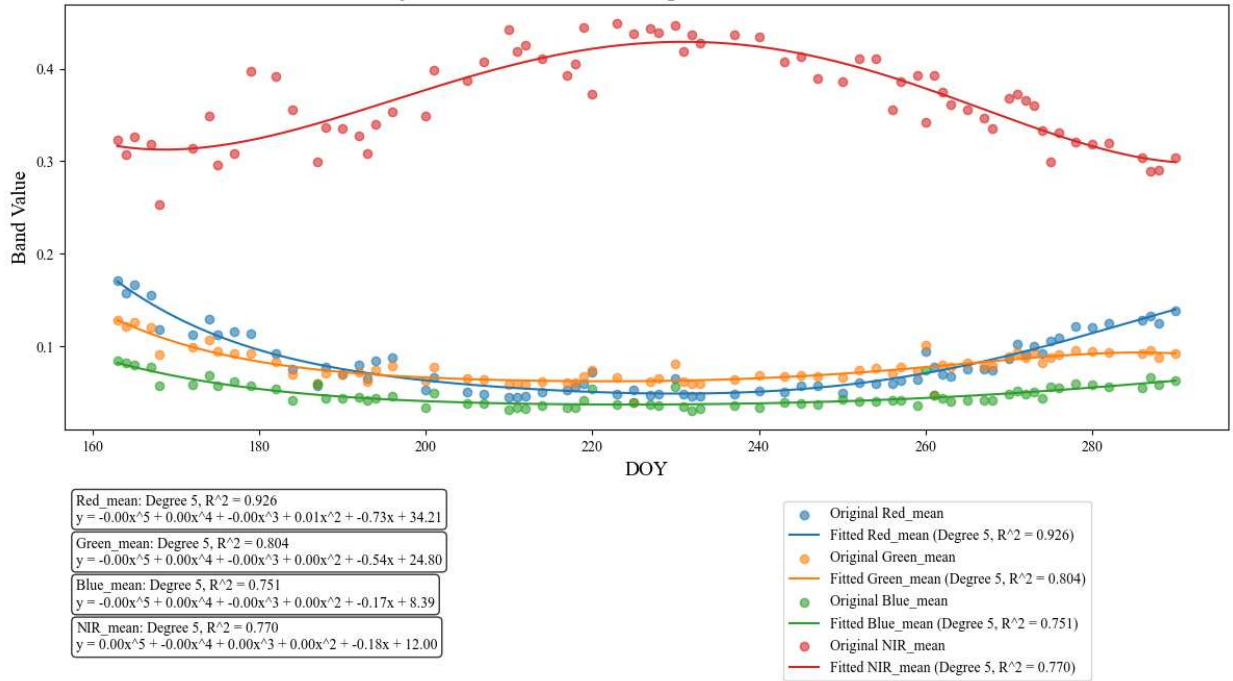 0.4
0.3
0.2
0.1
Band Value
160 180 200 220 240 260 280
DOY
Red_mean: Degree 5, R^2 = 0.926
y = -0.00x^5 + 0.00x^4 + -0.00x^3 + 0.01x^2 + -0.73x + 34.21
Green_mean: Degree 5, R^2 = 0.804
y = -0.00x^5 + 0.00x^4 + -0.00x^3 + 0.00x^2 + -0.54x + 24.80
Blue_mean: Degree 5, R^2 = 0.751
y = -0.00x^5 + 0.00x^4 + -0.00x^3 + 0.00x^2 + -0.17x + 8.39
NIR_mean: Degree 5, R^2 = 0.770
y = 0.00x^5 + -0.00x^4 + 0.00x^3 + 0.00x^2 + -0.18x + 12.00
Original Red_mean
Fitted Red_mean (Degree 5, R^2 = 0.926)
Original Green_mean
Fitted Green_mean (Degree 5, R^2 = 0.804)
Original Blue_mean
Fitted Blue_mean (Degree 5, R^2 = 0.751)
Original NIR_mean
Fitted NIR_mean (Degree 5, R^2 = 0.770)